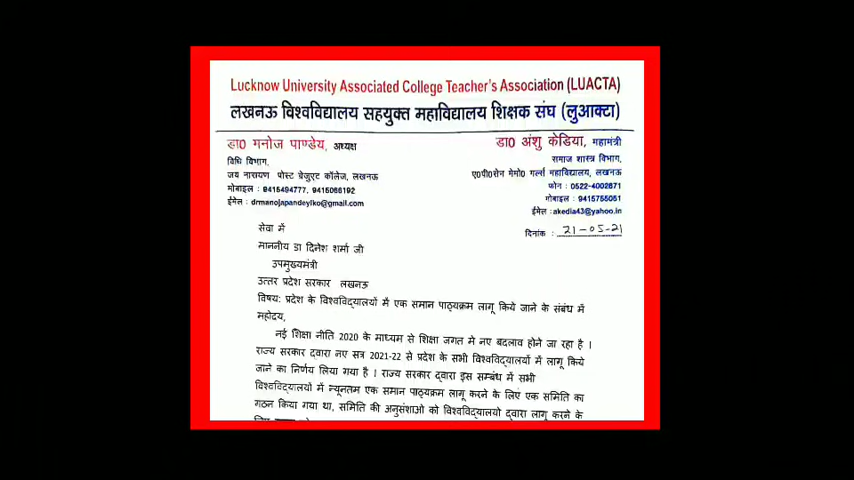 Lucknow University Associated College Teacher's Association (LUACTA)
लखनऊ विश्वविद्यालय सहयुक्त महाविद्यालय शिक्षक संघ (लुआक्टा)
डा0 मनोज पाण्डेय, अध्यक्ष
विधि विभाग,
जय नारायण पोस्ट ग्रेजुएट कॉलेज, लखनऊ
मोबाइल : 9415494777, 9415066192
ईमेल : drmanojapandeylko@gmail.com
डा0 अंशु केडिया, महामंत्री
समाज शास्त्र विभाग,
ए0पी0सेन मेमो0 गर्ल्स महाविद्यालय, लखनऊ
फोन : 0522-4002871
मोबाइल : 9415755051
ईमेल : akedia43@yahoo.in
दिनांक : 21-05-21
सेवा में
माननीय डा दिनेश शर्मा जी
उपमुख्यमंत्री
उत्तर प्रदेश सरकार लखनऊ
विषय: प्रदेश के विश्वविद्यालयों में एक समान पाठ्यक्रम लागू किये जाने के संबंध में
महोदय,
नई शिक्षा नीति 2020 के माध्यम से शिक्षा जगत मे नए बदलाव होने जा रहा है l
राज्य सरकार द्वारा नए सत्र 2021-22 से प्रदेश के सभी विश्वविद्यालयों में लागू किये
जाने का निर्णय लिया गया है l राज्य सरकार द्वारा इस सम्बंध में सभी
विश्वविद्यालयों में न्यूनतम एक समान पाठ्यक्रम लागू करने के लिए एक समिति का
गठन किया गया था, समिति की अनुसंशाओ को विश्वविद्यालयो द्वारा लागू करने के